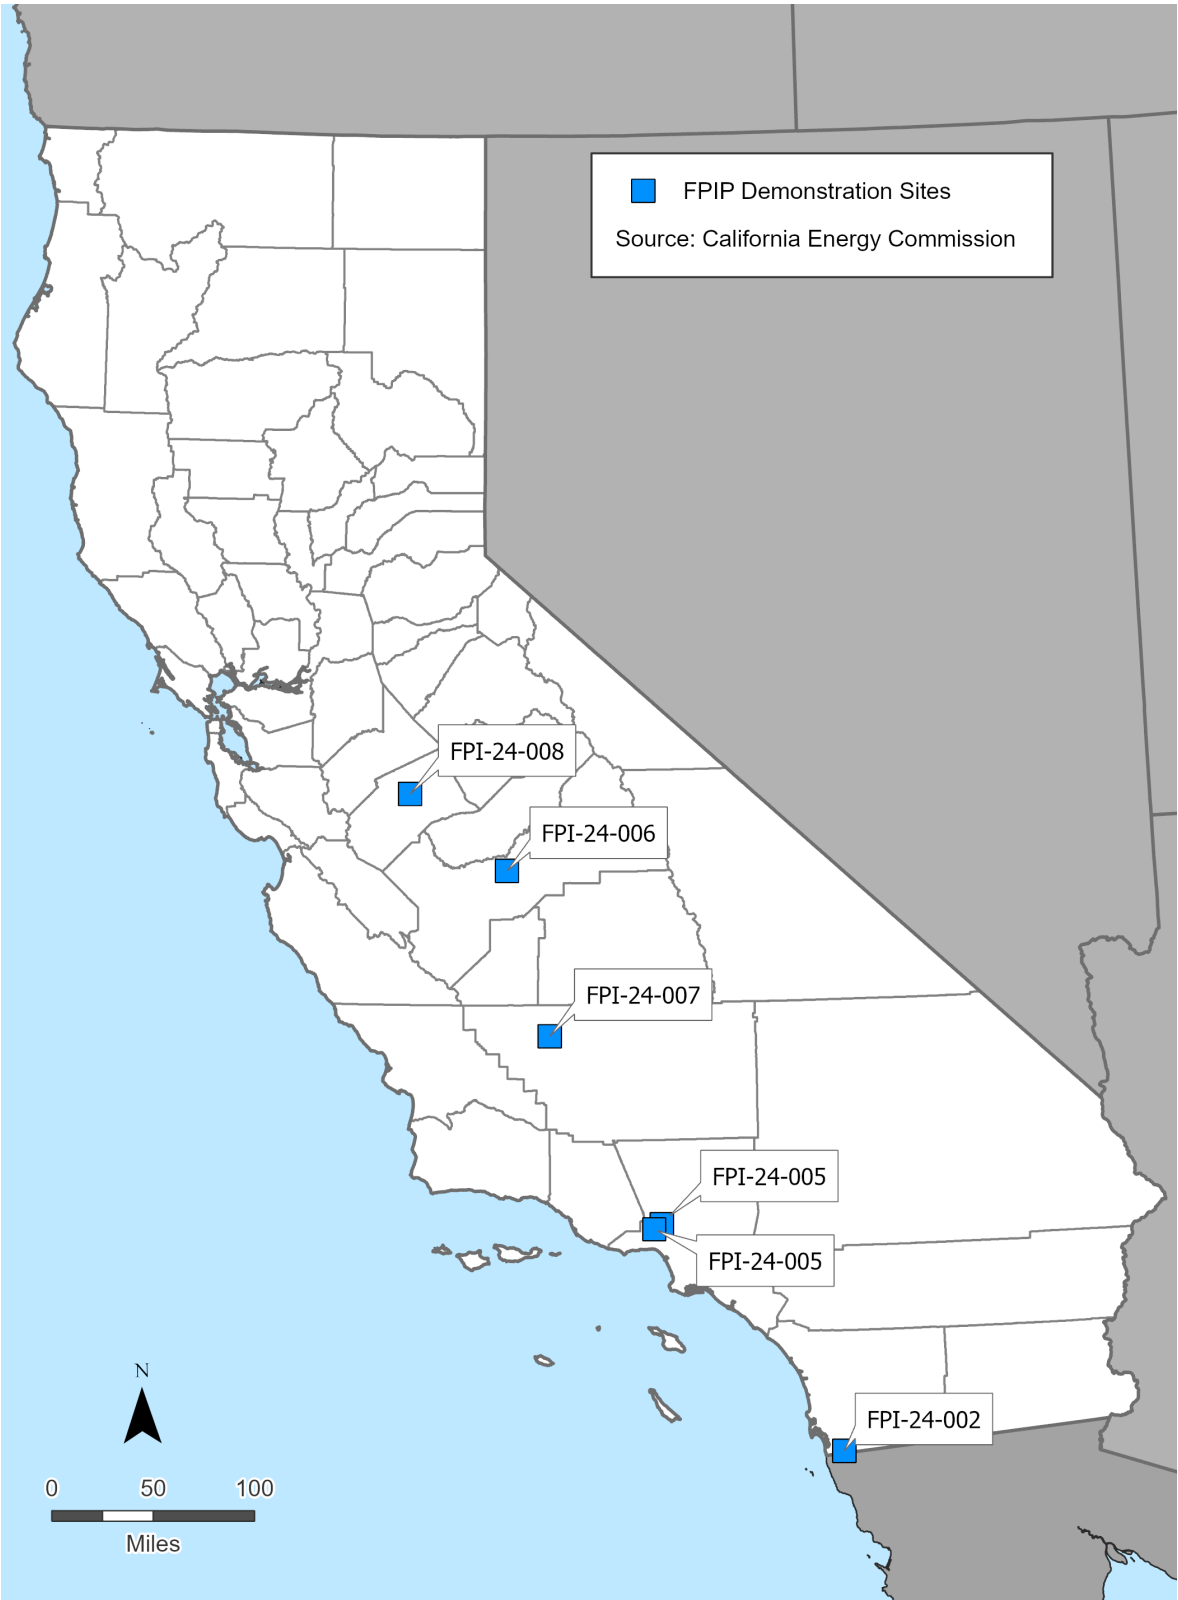 FPIP Demonstration Sites
Source: California Energy Commission
FPI-24-008
FPI-24-006
FPI-24-007
FPI-24-005
FPI-24-005
FPI-24-002
N
0 50 100
Miles